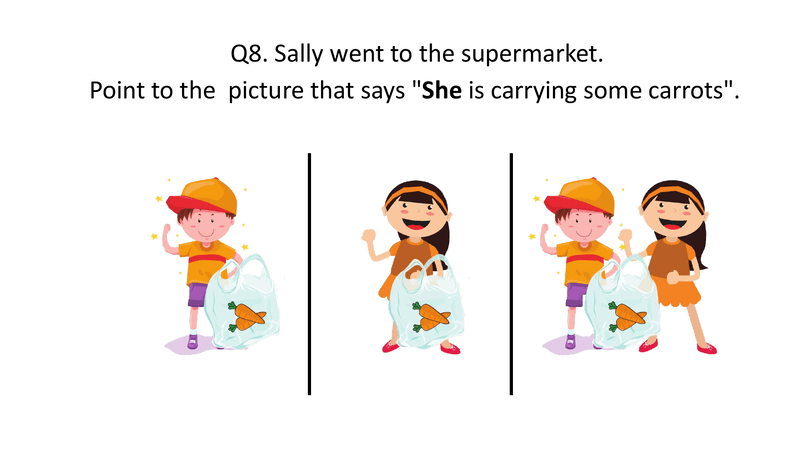 Q8. Sally went to the supermarket.
Point to the  picture that says "She is carrying some carrots".